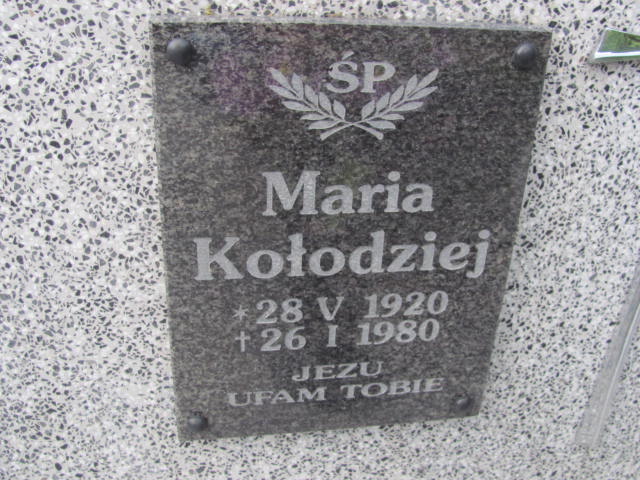 ŚP
Maria
Kołodziej
* 28 V 1920
† 26 I 1980
JEZU
UFAM TOBIE